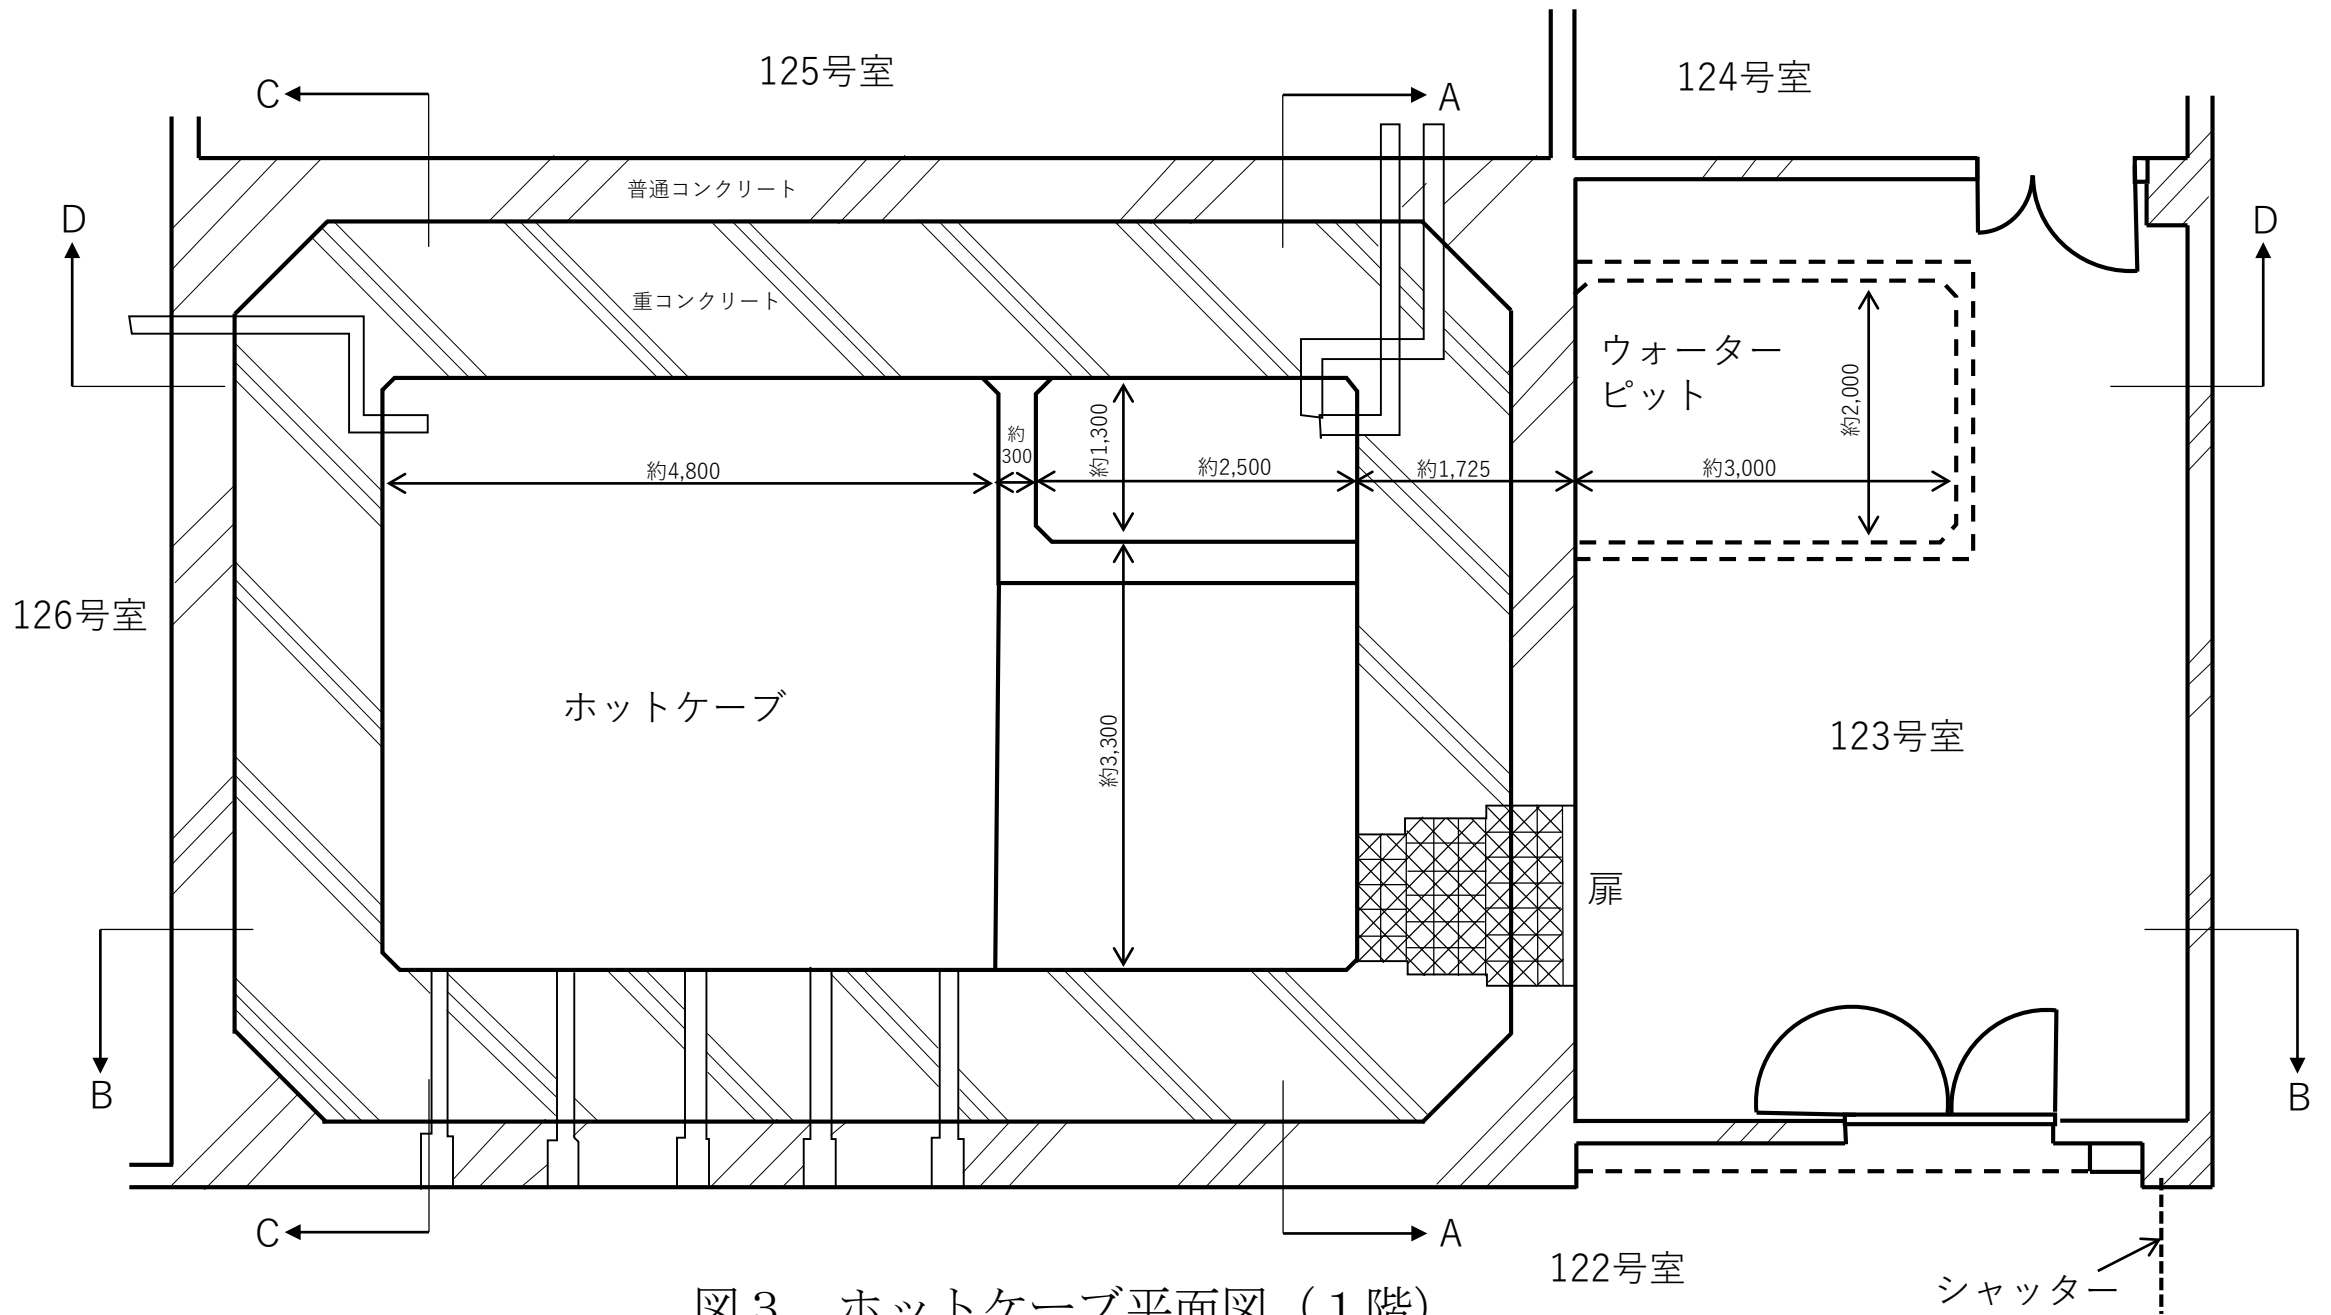 125号室
124号室
C
A
普通コンクリート
D
D
重コンクリート
ウォーター
ピット
約2,000
約
300
約1,300
約4,800
約2,500
約1,725
約3,000
126号室
ホットケーブ
約3,300
123号室
扉
B
B
C
A
122号室
シャッター
図3 ホットケーブ平面図(1階)